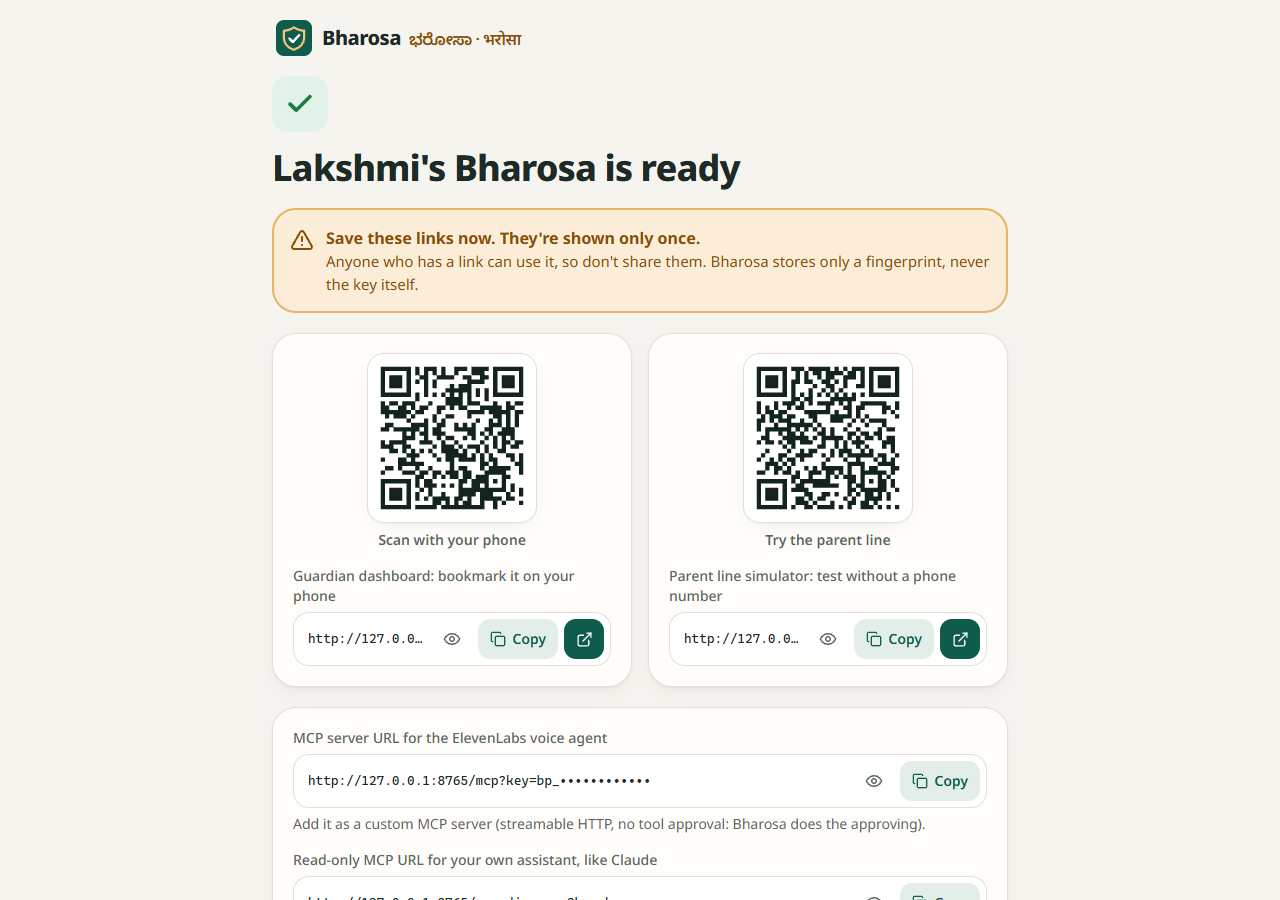 Bharosa ಭರೋಸಾ · भरोसा
Lakshmi's Bharosa is ready
Save these links now. They're shown only once.
Anyone who has a link can use it, so don't share them. Bharosa stores only a fingerprint, never
the key itself.
Scan with your phone
Guardian dashboard: bookmark it on your
phone
http://127.0.0… Copy
Try the parent line
Parent line simulator: test without a phone
number
http://127.0.0… Copy
MCP server URL for the ElevenLabs voice agent
http://127.0.0.1:8765/mcp?key=bp_•••••••••••• Copy
Add it as a custom MCP server (streamable HTTP, no tool approval: Bharosa does the approving).
Read-only MCP URL for your own assistant, like Claude